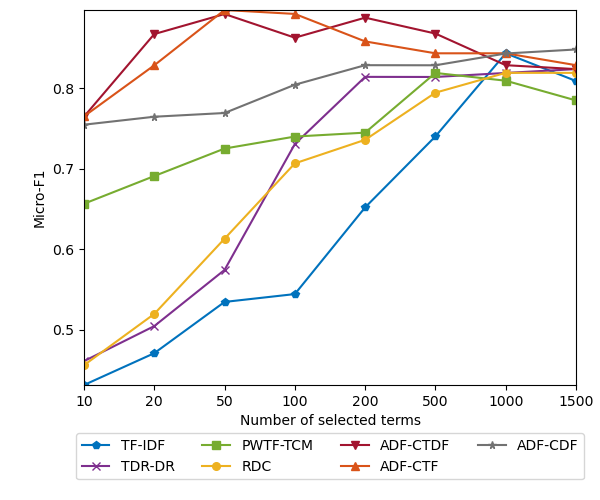 Micro-F1
0.8
0.7
0.6
0.5
10 20 50 100 200 500 1000 1500
Number of selected terms
TF-IDF PWTF-TCM ADF-CTDF ADF-CDF
TDR-DR RDC ADF-CTF